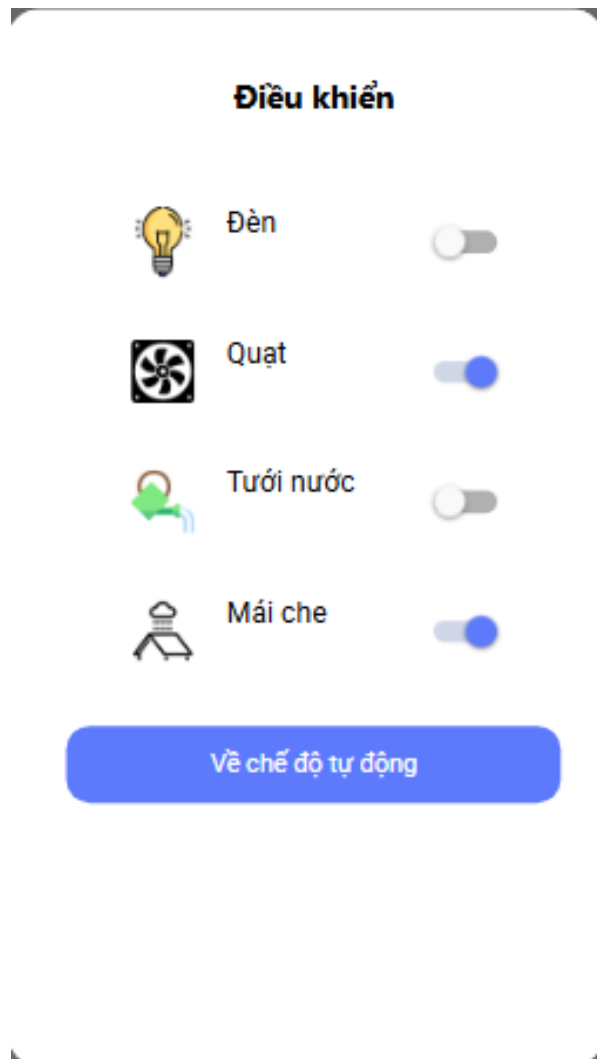 Điều khiển
Đèn
Quạt
Tưới nước
Mái che
Về chế độ tự động